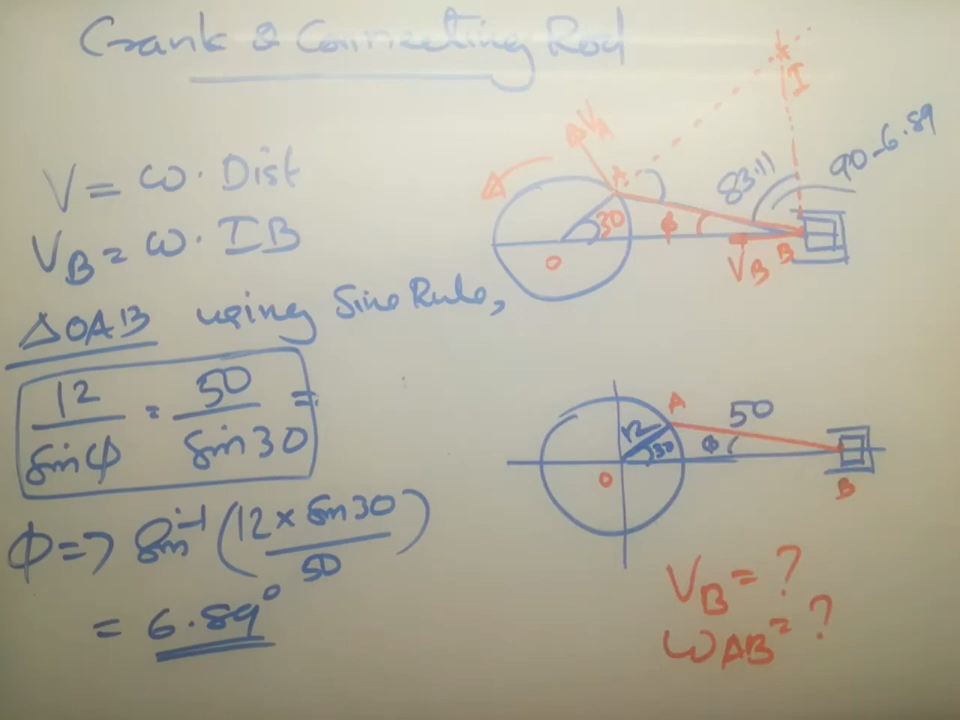 Crank & Connecting Rod
V = ω · Dist
V_B = ω · IB
ΔOAB using Sine Rule,
12/Sinϕ = 50/Sin30 =
ϕ => Sin⁻¹ (12 × Sin30 / 50)
= 6.89°
I
V_A
A
83.11
90-6.89
30
ϕ
O
V_B
B
A
50
12
30
ϕ
O
B
V_B = ?
ω_AB = ?